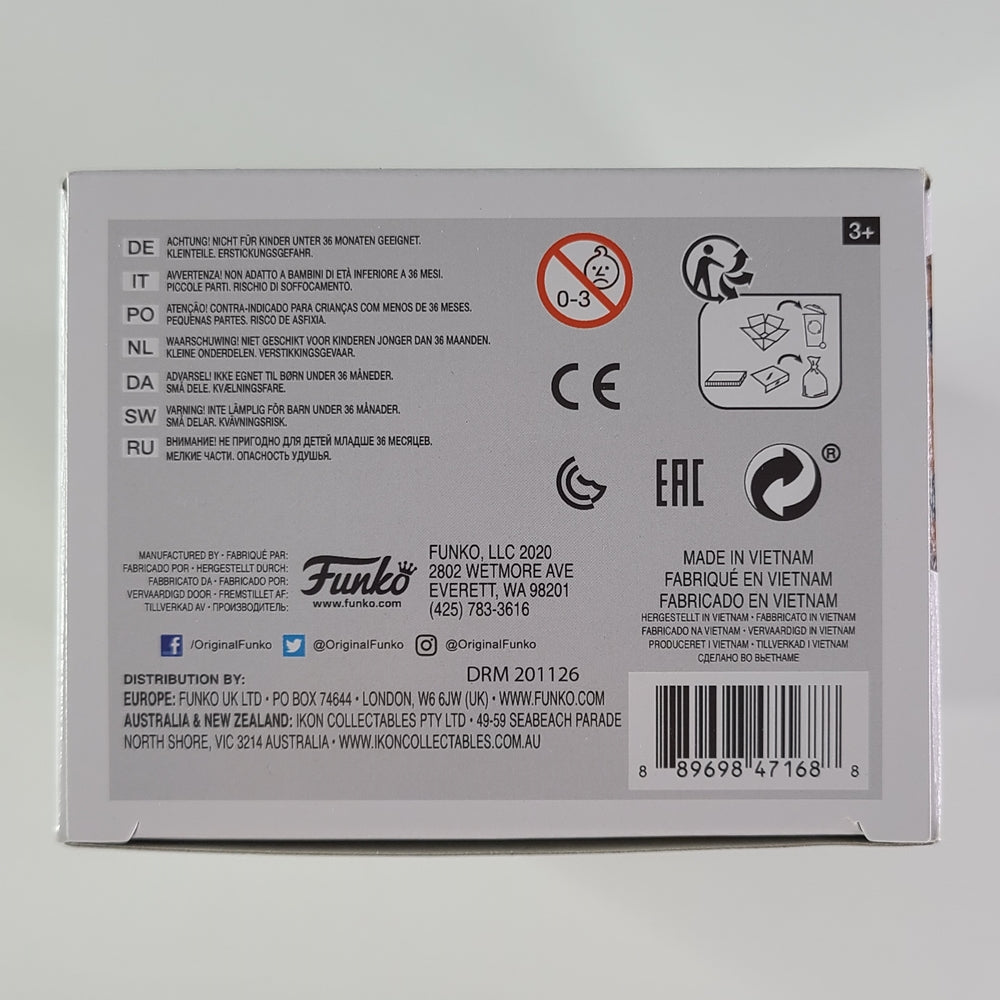 3+
DE ACHTUNG! NICHT FÜR KINDER UNTER 36 MONATEN GEEIGNET.
KLEINTEILE. ERSTICKUNGSGEFAHR.
IT AVVERTENZA! NON ADATTO A BAMBINI DI ETÀ INFERIORE A 36 MESI.
PICCOLE PARTI. RISCHIO DI SOFFOCAMENTO.
PO ATENÇÃO! CONTRA-INDICADO PARA CRIANÇAS COM MENOS DE 36 MESES.
PEQUENAS PARTES. RISCO DE ASFIXIA.
NL WAARSCHUWING! NIET GESCHIKT VOOR KINDEREN JONGER DAN 36 MAANDEN.
KLEINE ONDERDELEN. VERSTIKKINGSGEVAAR.
DA ADVARSEL! IKKE EGNET TIL BØRN UNDER 36 MÅNEDER.
SMÅ DELE. KVÆLNINGSFARE.
SW VARNING! INTE LÄMPLIG FÖR BARN UNDER 36 MÅNADER.
SMÅ DELAR. KVÄVNINGSRISK.
RU ВНИМАНИЕ! НЕ ПРИГОДНО ДЛЯ ДЕТЕЙ МЛАДШЕ 36 МЕСЯЦЕВ.
МЕЛКИЕ ЧАСТИ. ОПАСНОСТЬ УДУШЬЯ.
0-3
CE
EAC
®
MANUFACTURED BY • FABRIQUÉ PAR:
FABRICADO POR • HERGESTELLT DURCH:
FABBRICATO DA • FABRICADO POR:
VERVAARDIGD DOOR • FREMSTILLET AF:
TILLVERKAD AV • ПРОИЗВОДИТЕЛЬ:
Funko
www.funko.com
FUNKO, LLC 2020
2802 WETMORE AVE
EVERETT, WA 98201
(425) 783-3616
/OriginalFunko @OriginalFunko @OriginalFunko
DRM 201126
DISTRIBUTION BY:
EUROPE: FUNKO UK LTD • PO BOX 74644 • LONDON, W6 6JW (UK) • WWW.FUNKO.COM
AUSTRALIA & NEW ZEALAND: IKON COLLECTABLES PTY LTD • 49-59 SEABEACH PARADE
NORTH SHORE, VIC 3214 AUSTRALIA • WWW.IKONCOLLECTABLES.COM.AU
MADE IN VIETNAM
FABRIQUÉ EN VIETNAM
FABRICADO EN VIETNAM
HERGESTELLT IN VIETNAM • FABBRICATO IN VIETNAM
FABRICADO NA VIETNAM • VERVAARDIGD IN VIETNAM
PRODUCERET I VIETNAM • TILLVERKAD I VIETNAM
СДЕЛАНО ВО ВЬЕТНАМЕ
8 89698 47168 8